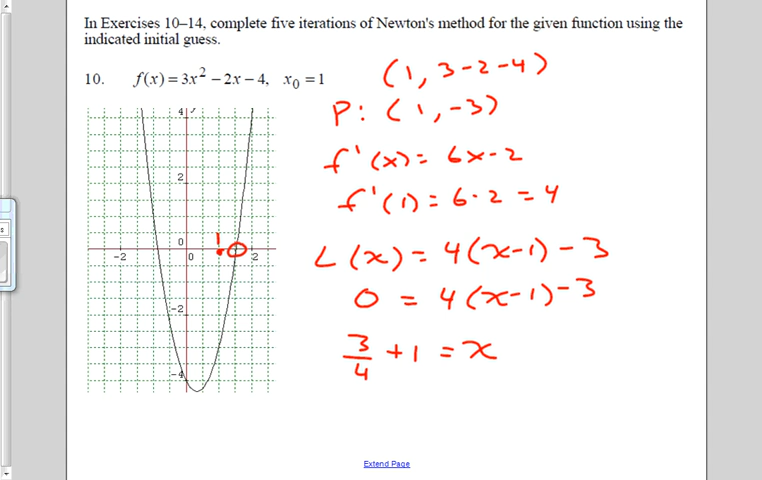 In Exercises 10–14, complete five iterations of Newton's method for the given function using the
indicated initial guess.
10. f(x) = 3x² − 2x − 4, x₀ = 1
(1, 3-2-4)
P: (1, -3)
f'(x) = 6x-2
f'(1) = 6·2 = 4
L(x) = 4(x-1) - 3
0 = 4(x-1) - 3
3/4 + 1 = x
4
y
2
0
-2
0
2
-2
-4
Extend Page
s